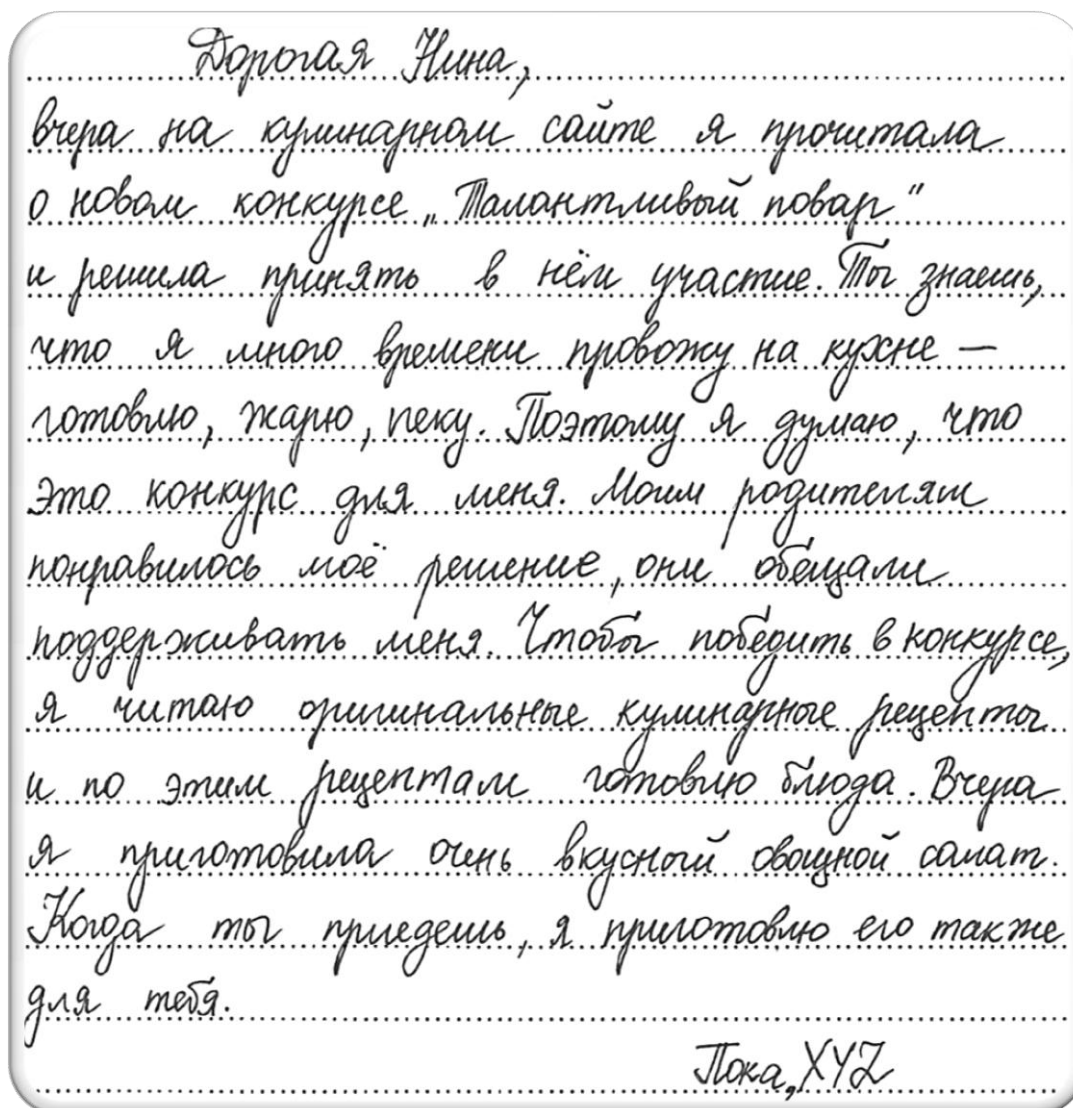 Дорогая Нина,
вчера на кулинарном сайте я прочитала
о новом конкурсе „Талантливый повар“
и решила принять в нём участие. Ты знаешь,
что я много времени провожу на кухне –
готовлю, жарю, пеку. Поэтому я думаю, что
это конкурс для меня. Моим родителям
понравилось моё решение, они обещали
поддерживать меня. Чтобы победить в конкурсе,
я читаю оригинальные кулинарные рецепты
и по этим рецептам готовлю блюда. Вчера
я приготовила очень вкусный овощной салат.
Когда ты приедешь, я приготовлю его также
для тебя.
Пока, XYZ